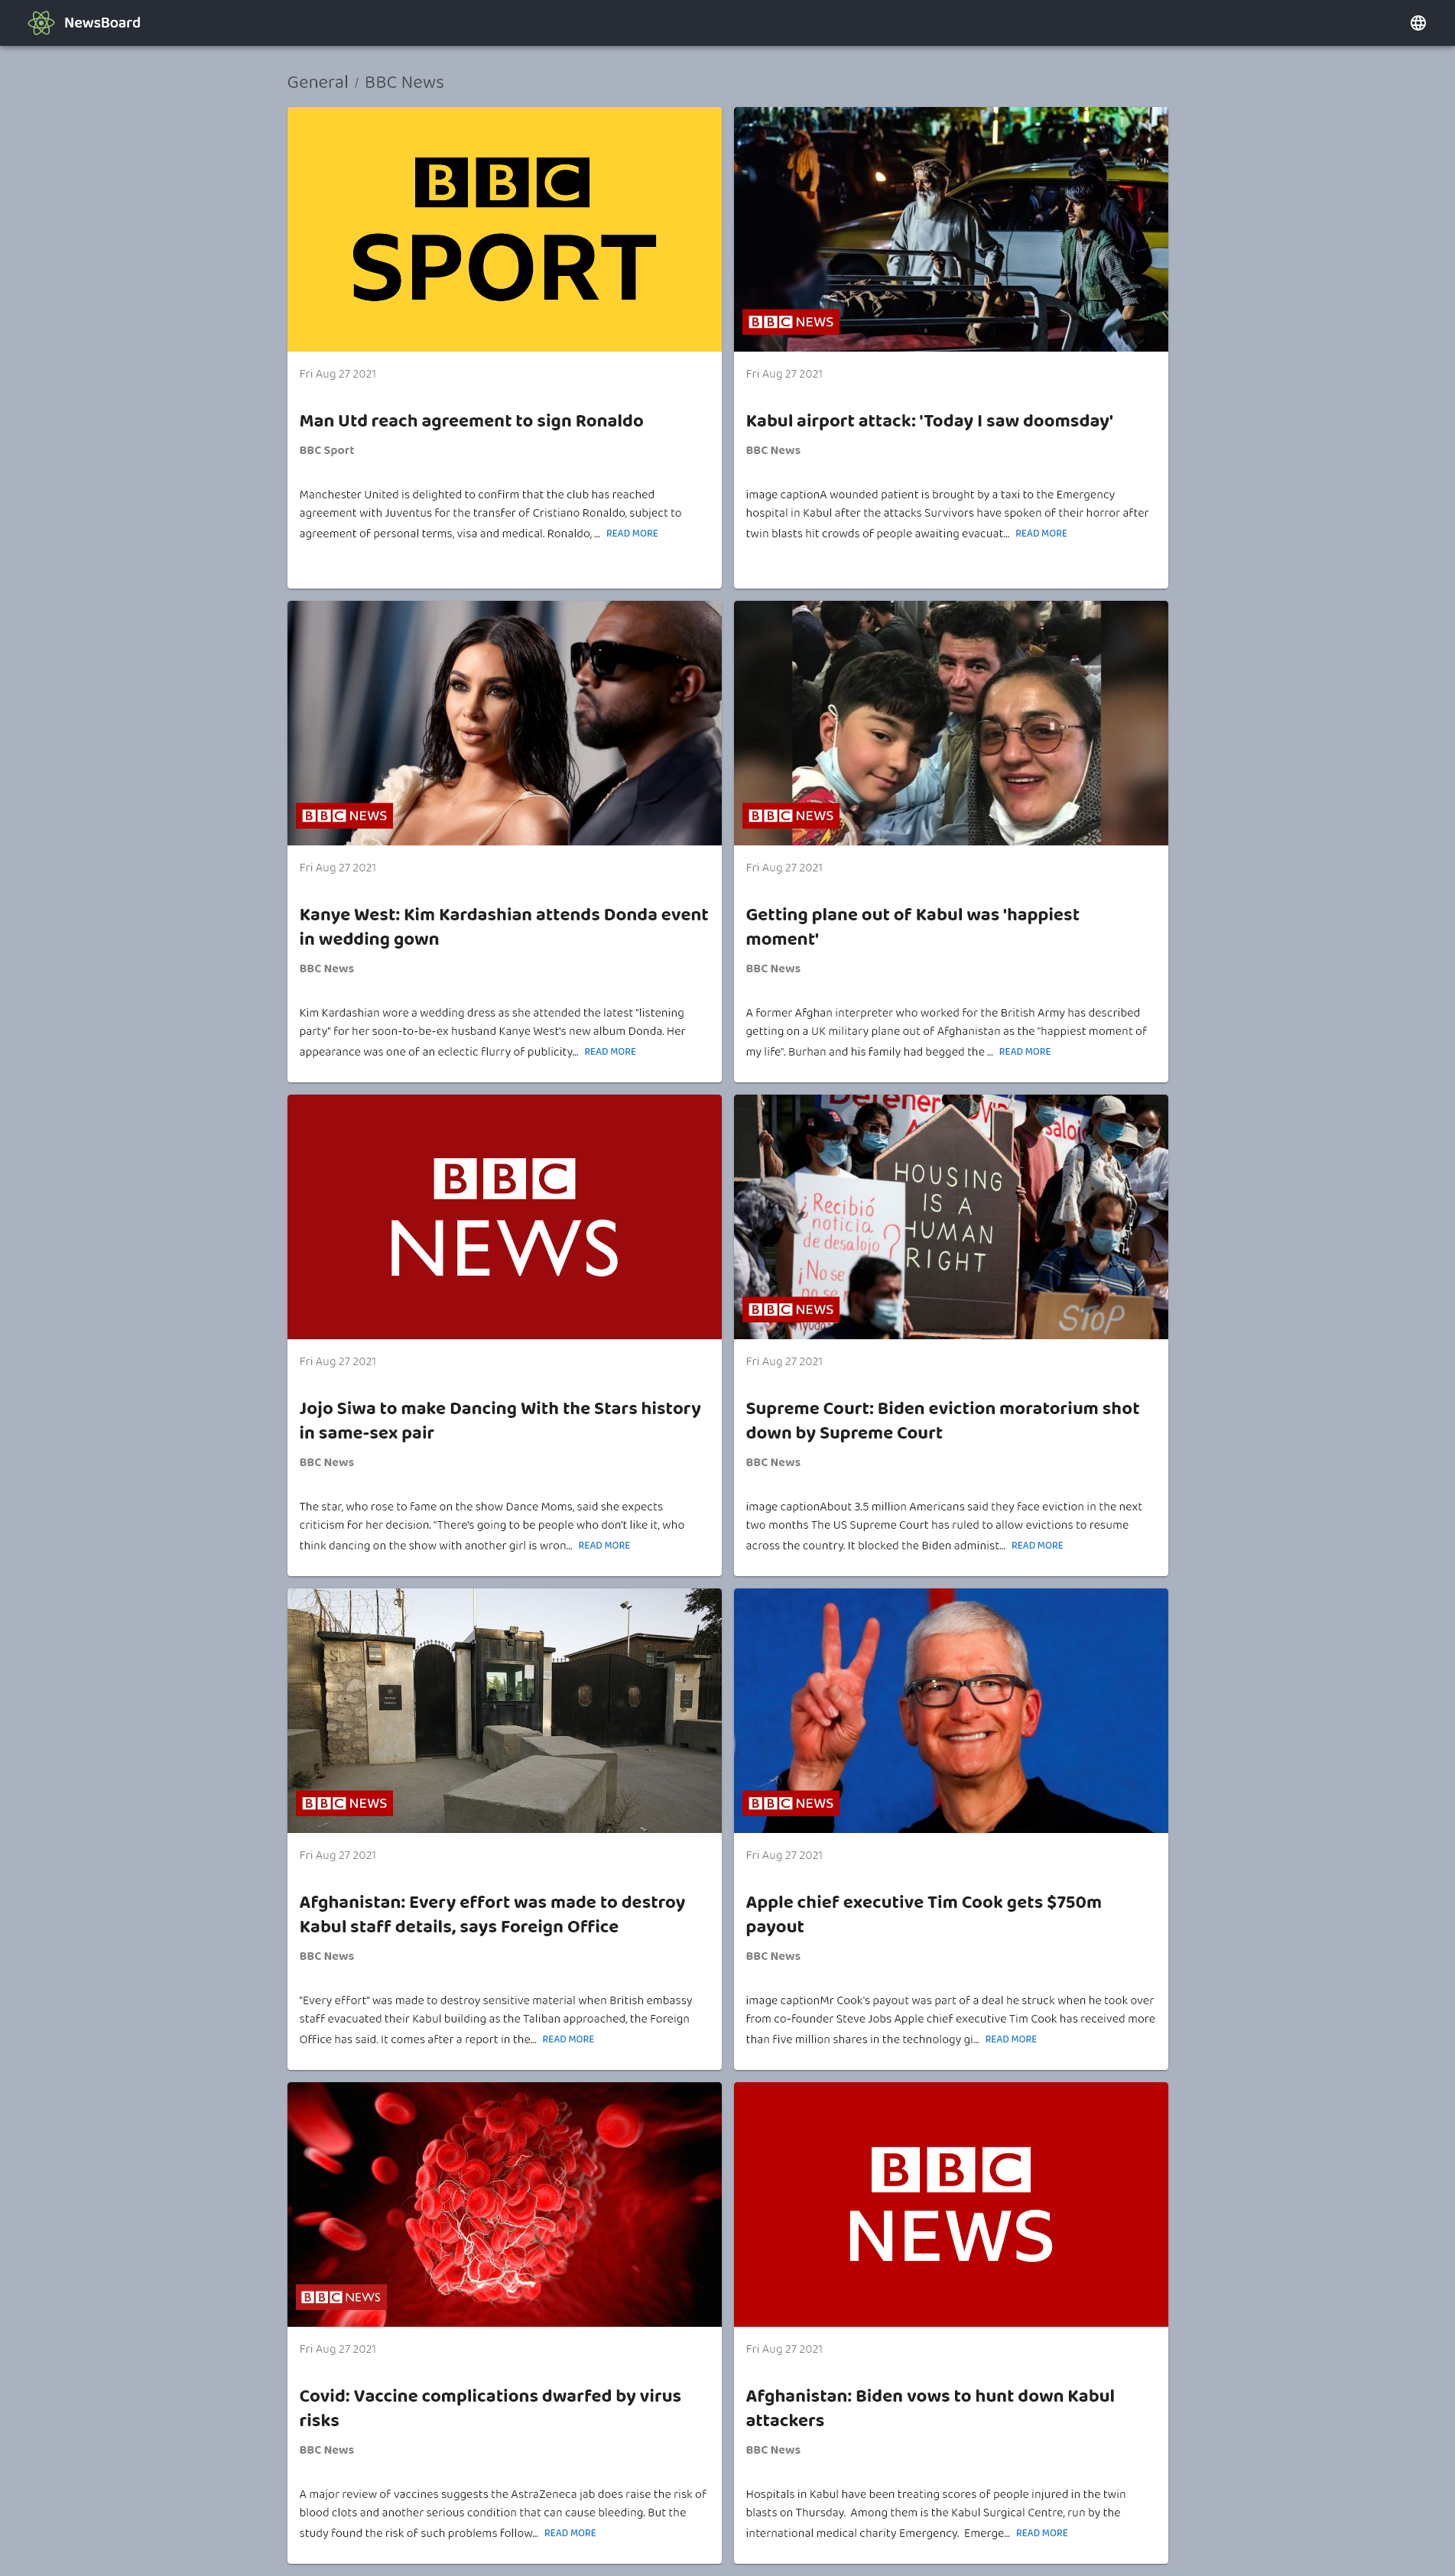 NewsBoard
General / BBC News
BBC
SPORT
Fri Aug 27 2021
Man Utd reach agreement to sign Ronaldo
BBC Sport
Manchester United is delighted to confirm that the club has reached
agreement with Juventus for the transfer of Cristiano Ronaldo, subject to
agreement of personal terms, visa and medical. Ronaldo, ... READ MORE
BBC NEWS
Fri Aug 27 2021
Kabul airport attack: 'Today I saw doomsday'
BBC News
image captionA wounded patient is brought by a taxi to the Emergency
hospital in Kabul after the attacks Survivors have spoken of their horror after
twin blasts hit crowds of people awaiting evacuat... READ MORE
BBC NEWS
Fri Aug 27 2021
Kanye West: Kim Kardashian attends Donda event
in wedding gown
BBC News
Kim Kardashian wore a wedding dress as she attended the latest "listening
party" for her soon-to-be-ex husband Kanye West's new album Donda. Her
appearance was one of an eclectic flurry of publicity... READ MORE
BBC NEWS
Fri Aug 27 2021
Getting plane out of Kabul was 'happiest
moment'
BBC News
A former Afghan interpreter who worked for the British Army has described
getting on a UK military plane out of Afghanistan as the "happiest moment of
my life". Burhan and his family had begged the ... READ MORE
BBC
NEWS
Fri Aug 27 2021
Jojo Siwa to make Dancing With the Stars history
in same-sex pair
BBC News
The star, who rose to fame on the show Dance Moms, said she expects
criticism for her decision. "There's going to be people who don't like it, who
think dancing on the show with another girl is wron... READ MORE
HOUSING
IS A
HUMAN
RIGHT
¿Recibió
noticia
de desalojo?
¡No se
STOP
BBC NEWS
Fri Aug 27 2021
Supreme Court: Biden eviction moratorium shot
down by Supreme Court
BBC News
image captionAbout 3.5 million Americans said they face eviction in the next
two months The US Supreme Court has ruled to allow evictions to resume
across the country. It blocked the Biden administ... READ MORE
BBC NEWS
Fri Aug 27 2021
Afghanistan: Every effort was made to destroy
Kabul staff details, says Foreign Office
BBC News
"Every effort" was made to destroy sensitive material when British embassy
staff evacuated their Kabul building as the Taliban approached, the Foreign
Office has said. It comes after a report in the... READ MORE
BBC NEWS
Fri Aug 27 2021
Apple chief executive Tim Cook gets $750m
payout
BBC News
image captionMr Cook's payout was part of a deal he struck when he took over
from co-founder Steve Jobs Apple chief executive Tim Cook has received more
than five million shares in the technology gi... READ MORE
BBC NEWS
Fri Aug 27 2021
Covid: Vaccine complications dwarfed by virus
risks
BBC News
A major review of vaccines suggests the AstraZeneca jab does raise the risk of
blood clots and another serious condition that can cause bleeding. But the
study found the risk of such problems follow... READ MORE
BBC
NEWS
Fri Aug 27 2021
Afghanistan: Biden vows to hunt down Kabul
attackers
BBC News
Hospitals in Kabul have been treating scores of people injured in the twin
blasts on Thursday. Among them is the Kabul Surgical Centre, run by the
international medical charity Emergency. Emerge... READ MORE